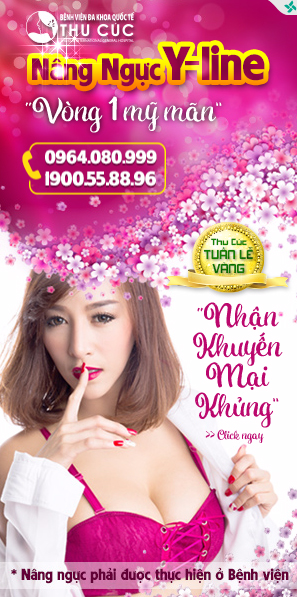 BỆNH VIỆN ĐA KHOA QUỐC TẾ
THU CÚC
Nâng Ngực Y-line
"Vòng 1 mỹ mãn"
0964.080.999
1900.55.88.96
Thu Cúc
TUẦN LỄ
VÀNG
"Nhận
Khuyến
Mại
Khủng"
>> Click ngay
* Nâng ngực phải được thực hiện ở Bệnh viện